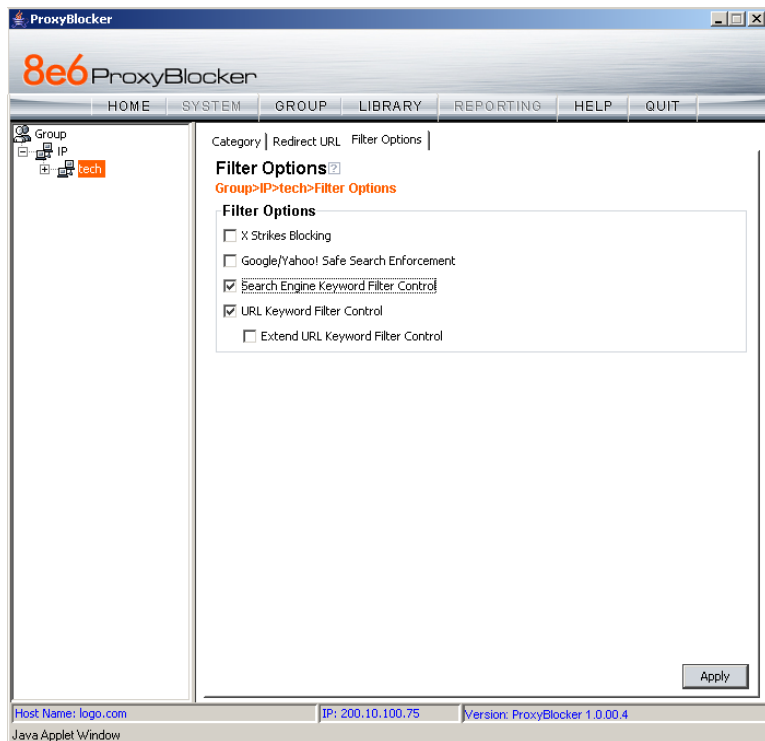 ProxyBlocker
8e6 ProxyBlocker
HOME SYSTEM GROUP LIBRARY REPORTING HELP QUIT
Group
IP
tech
Category Redirect URL Filter Options
Filter Options?
Group>IP>tech>Filter Options
Filter Options
X Strikes Blocking
Google/Yahoo! Safe Search Enforcement
Search Engine Keyword Filter Control
URL Keyword Filter Control
Extend URL Keyword Filter Control
Apply
Host Name: logo.com IP: 200.10.100.75 Version: ProxyBlocker 1.0.00.4
Java Applet Window